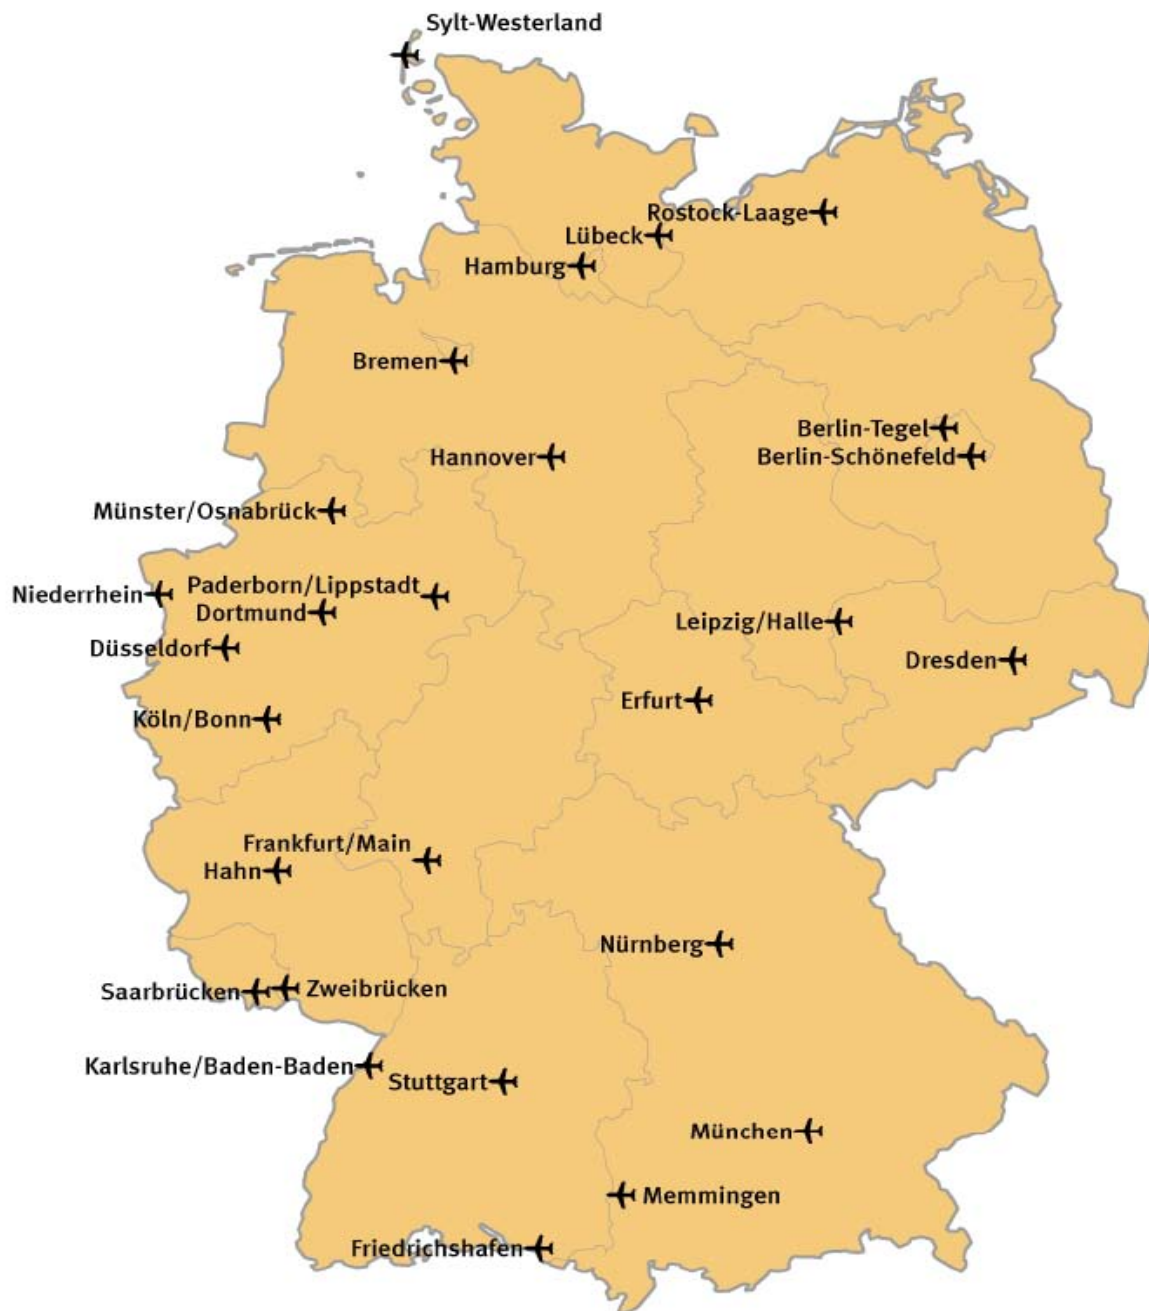 Sylt-Westerland
Rostock-Laage
Lübeck
Hamburg
Bremen
Berlin-Tegel
Berlin-Schönefeld
Hannover
Münster/Osnabrück
Paderborn/Lippstadt
Niederrhein
Dortmund
Leipzig/Halle
Düsseldorf
Dresden
Erfurt
Köln/Bonn
Frankfurt/Main
Hahn
Nürnberg
Saarbrücken
Zweibrücken
Karlsruhe/Baden-Baden
Stuttgart
München
Memmingen
Friedrichshafen